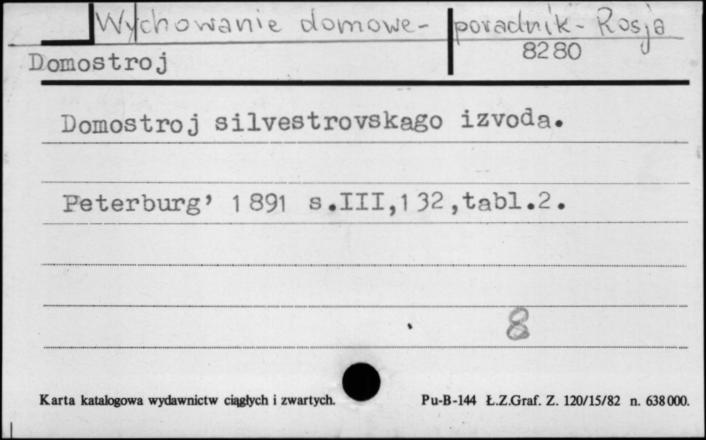 Wychowanie domowe - poradnik - Rosja
8280
Domostroj
Domostroj silvestrovskago izvoda.
Peterburg' 1891 s.III,132,tabl.2.
8
Karta katalogowa wydawnictw ciągłych i zwartych. Pu-B-144 Ł.Z.Graf. Z. 120/15/82 n. 638000.